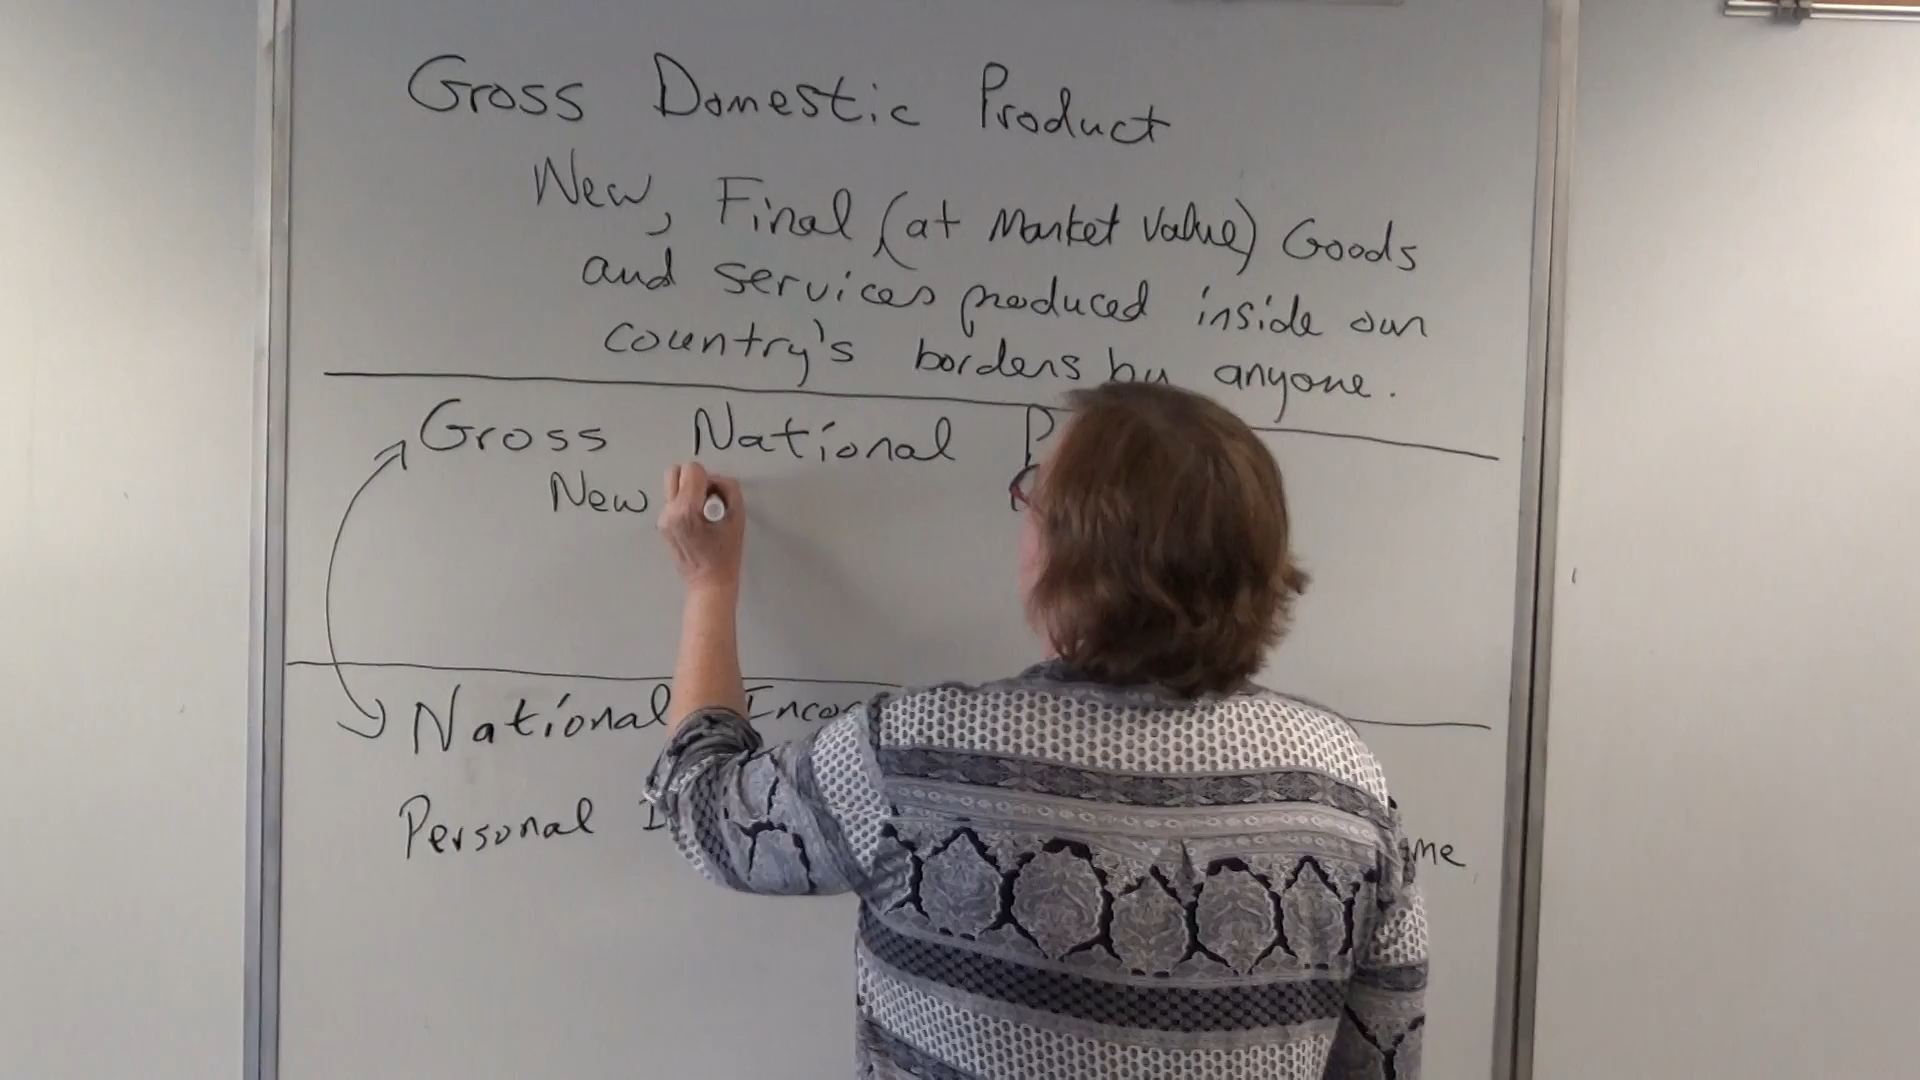 Gross Domestic Product
New, Final (at Market Value) Goods
and services produced inside our
country's borders by anyone.
Gross National
New
National
Personal